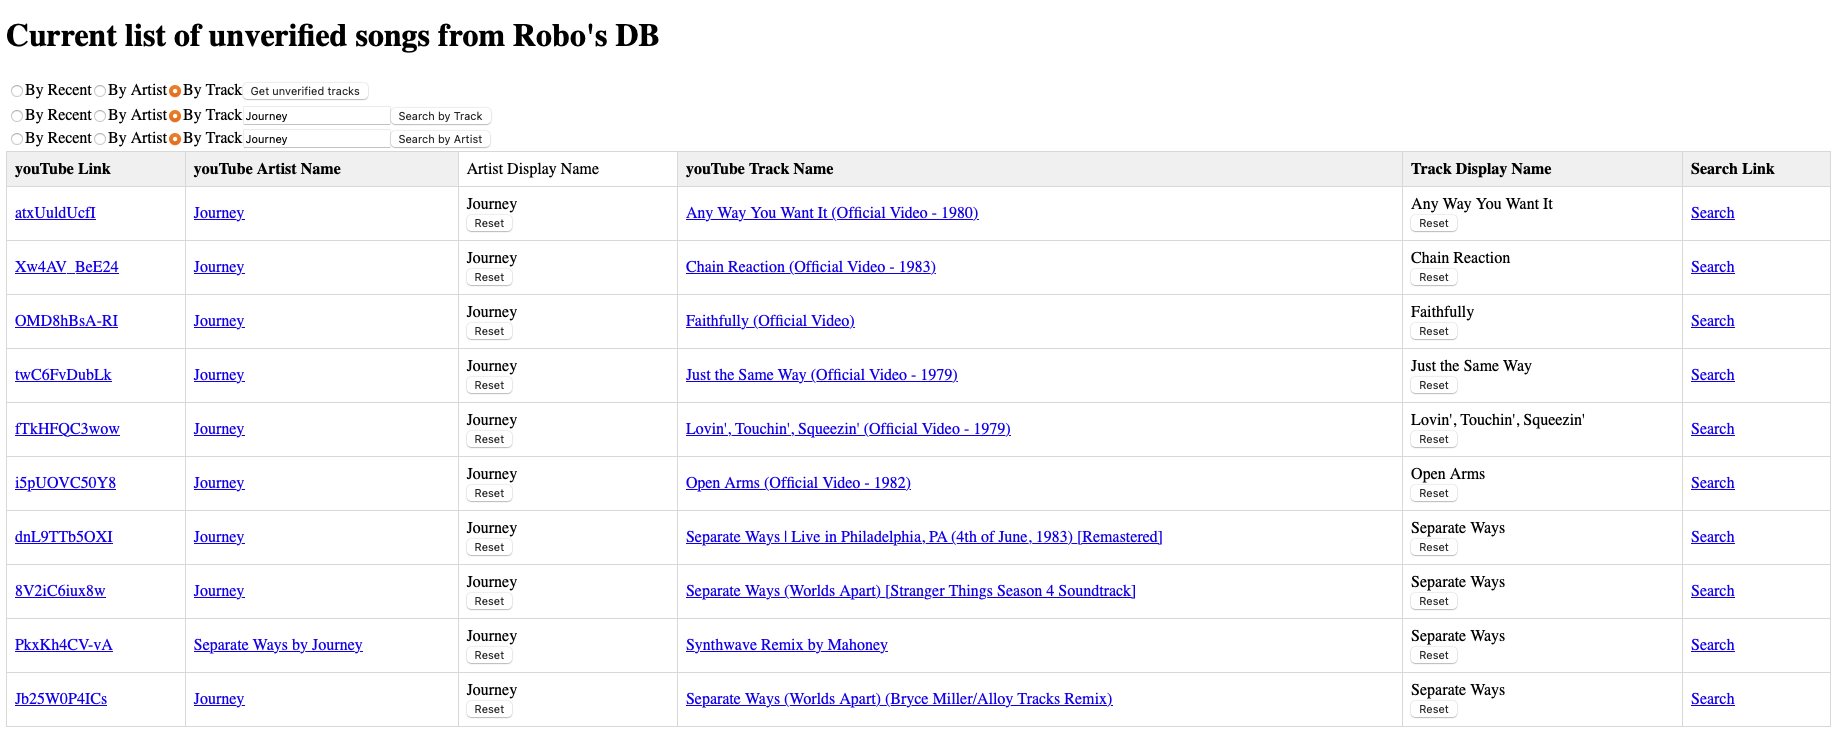 Current list of unverified songs from Robo's DB
By Recent By Artist By Track Get unverified tracks
By Recent By Artist By Track Journey Search by Track
By Recent By Artist By Track Journey Search by Artist
youTube Link youTube Artist Name Artist Display Name youTube Track Name Track Display Name Search Link
atxUuldUcfI Journey Journey Any Way You Want It (Official Video - 1980) Any Way You Want It Search
Reset Reset
Xw4AV_BeE24 Journey Journey Chain Reaction (Official Video - 1983) Chain Reaction Search
Reset Reset
OMD8hBsA-RI Journey Journey Faithfully (Official Video) Faithfully Search
Reset Reset
twC6FvDubLk Journey Journey Just the Same Way (Official Video - 1979) Just the Same Way Search
Reset Reset
fTkHFQC3wow Journey Journey Lovin', Touchin', Squeezin' (Official Video - 1979) Lovin', Touchin', Squeezin' Search
Reset Reset
i5pUOVC50Y8 Journey Journey Open Arms (Official Video - 1982) Open Arms Search
Reset Reset
dnL9TTb5OXI Journey Journey Separate Ways | Live in Philadelphia, PA (4th of June, 1983) [Remastered] Separate Ways Search
Reset Reset
8V2iC6iux8w Journey Journey Separate Ways (Worlds Apart) [Stranger Things Season 4 Soundtrack] Separate Ways Search
Reset Reset
PkxKh4CV-vA Separate Ways by Journey Journey Synthwave Remix by Mahoney Separate Ways Search
Reset Reset
Jb25W0P4ICs Journey Journey Separate Ways (Worlds Apart) (Bryce Miller/Alloy Tracks Remix) Separate Ways Search
Reset Reset